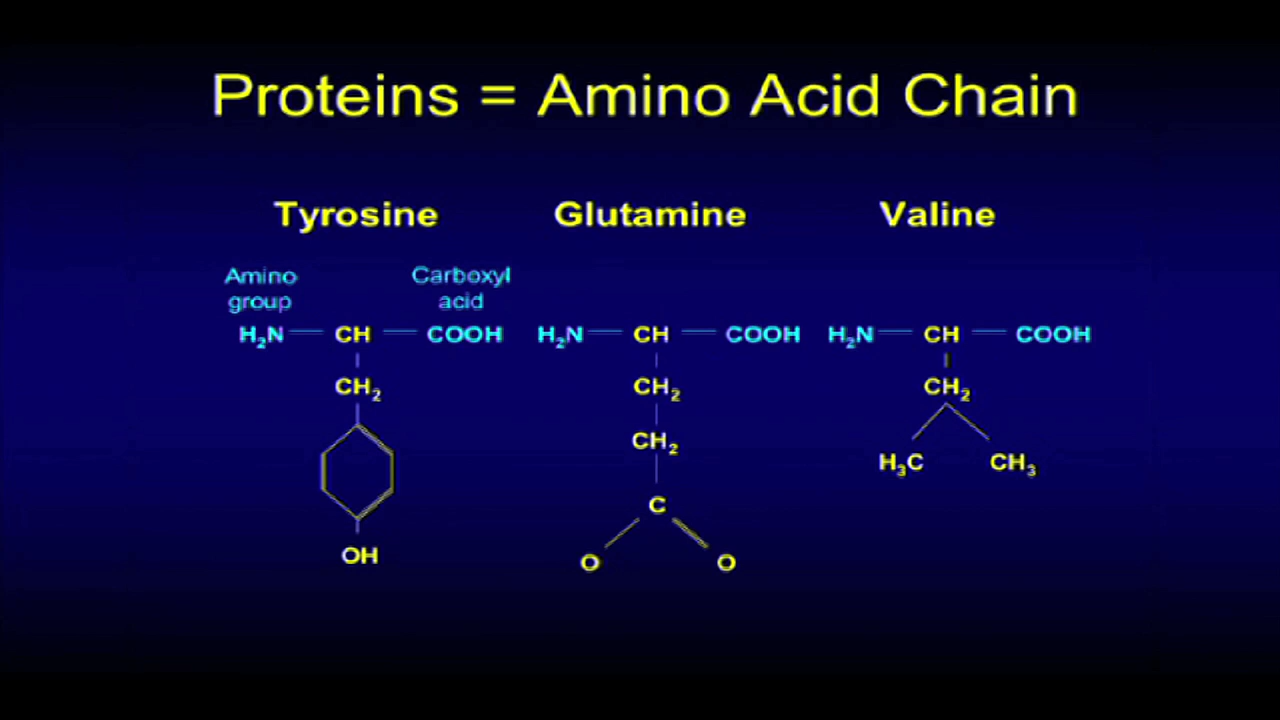 Proteins = Amino Acid Chain
Tyrosine Glutamine Valine
Amino group Carboxyl acid
H₂N CH COOH H₂N CH COOH H₂N CH COOH
CH₂ CH₂ CH₂
CH₂
H₃C CH₃
C
OH O O